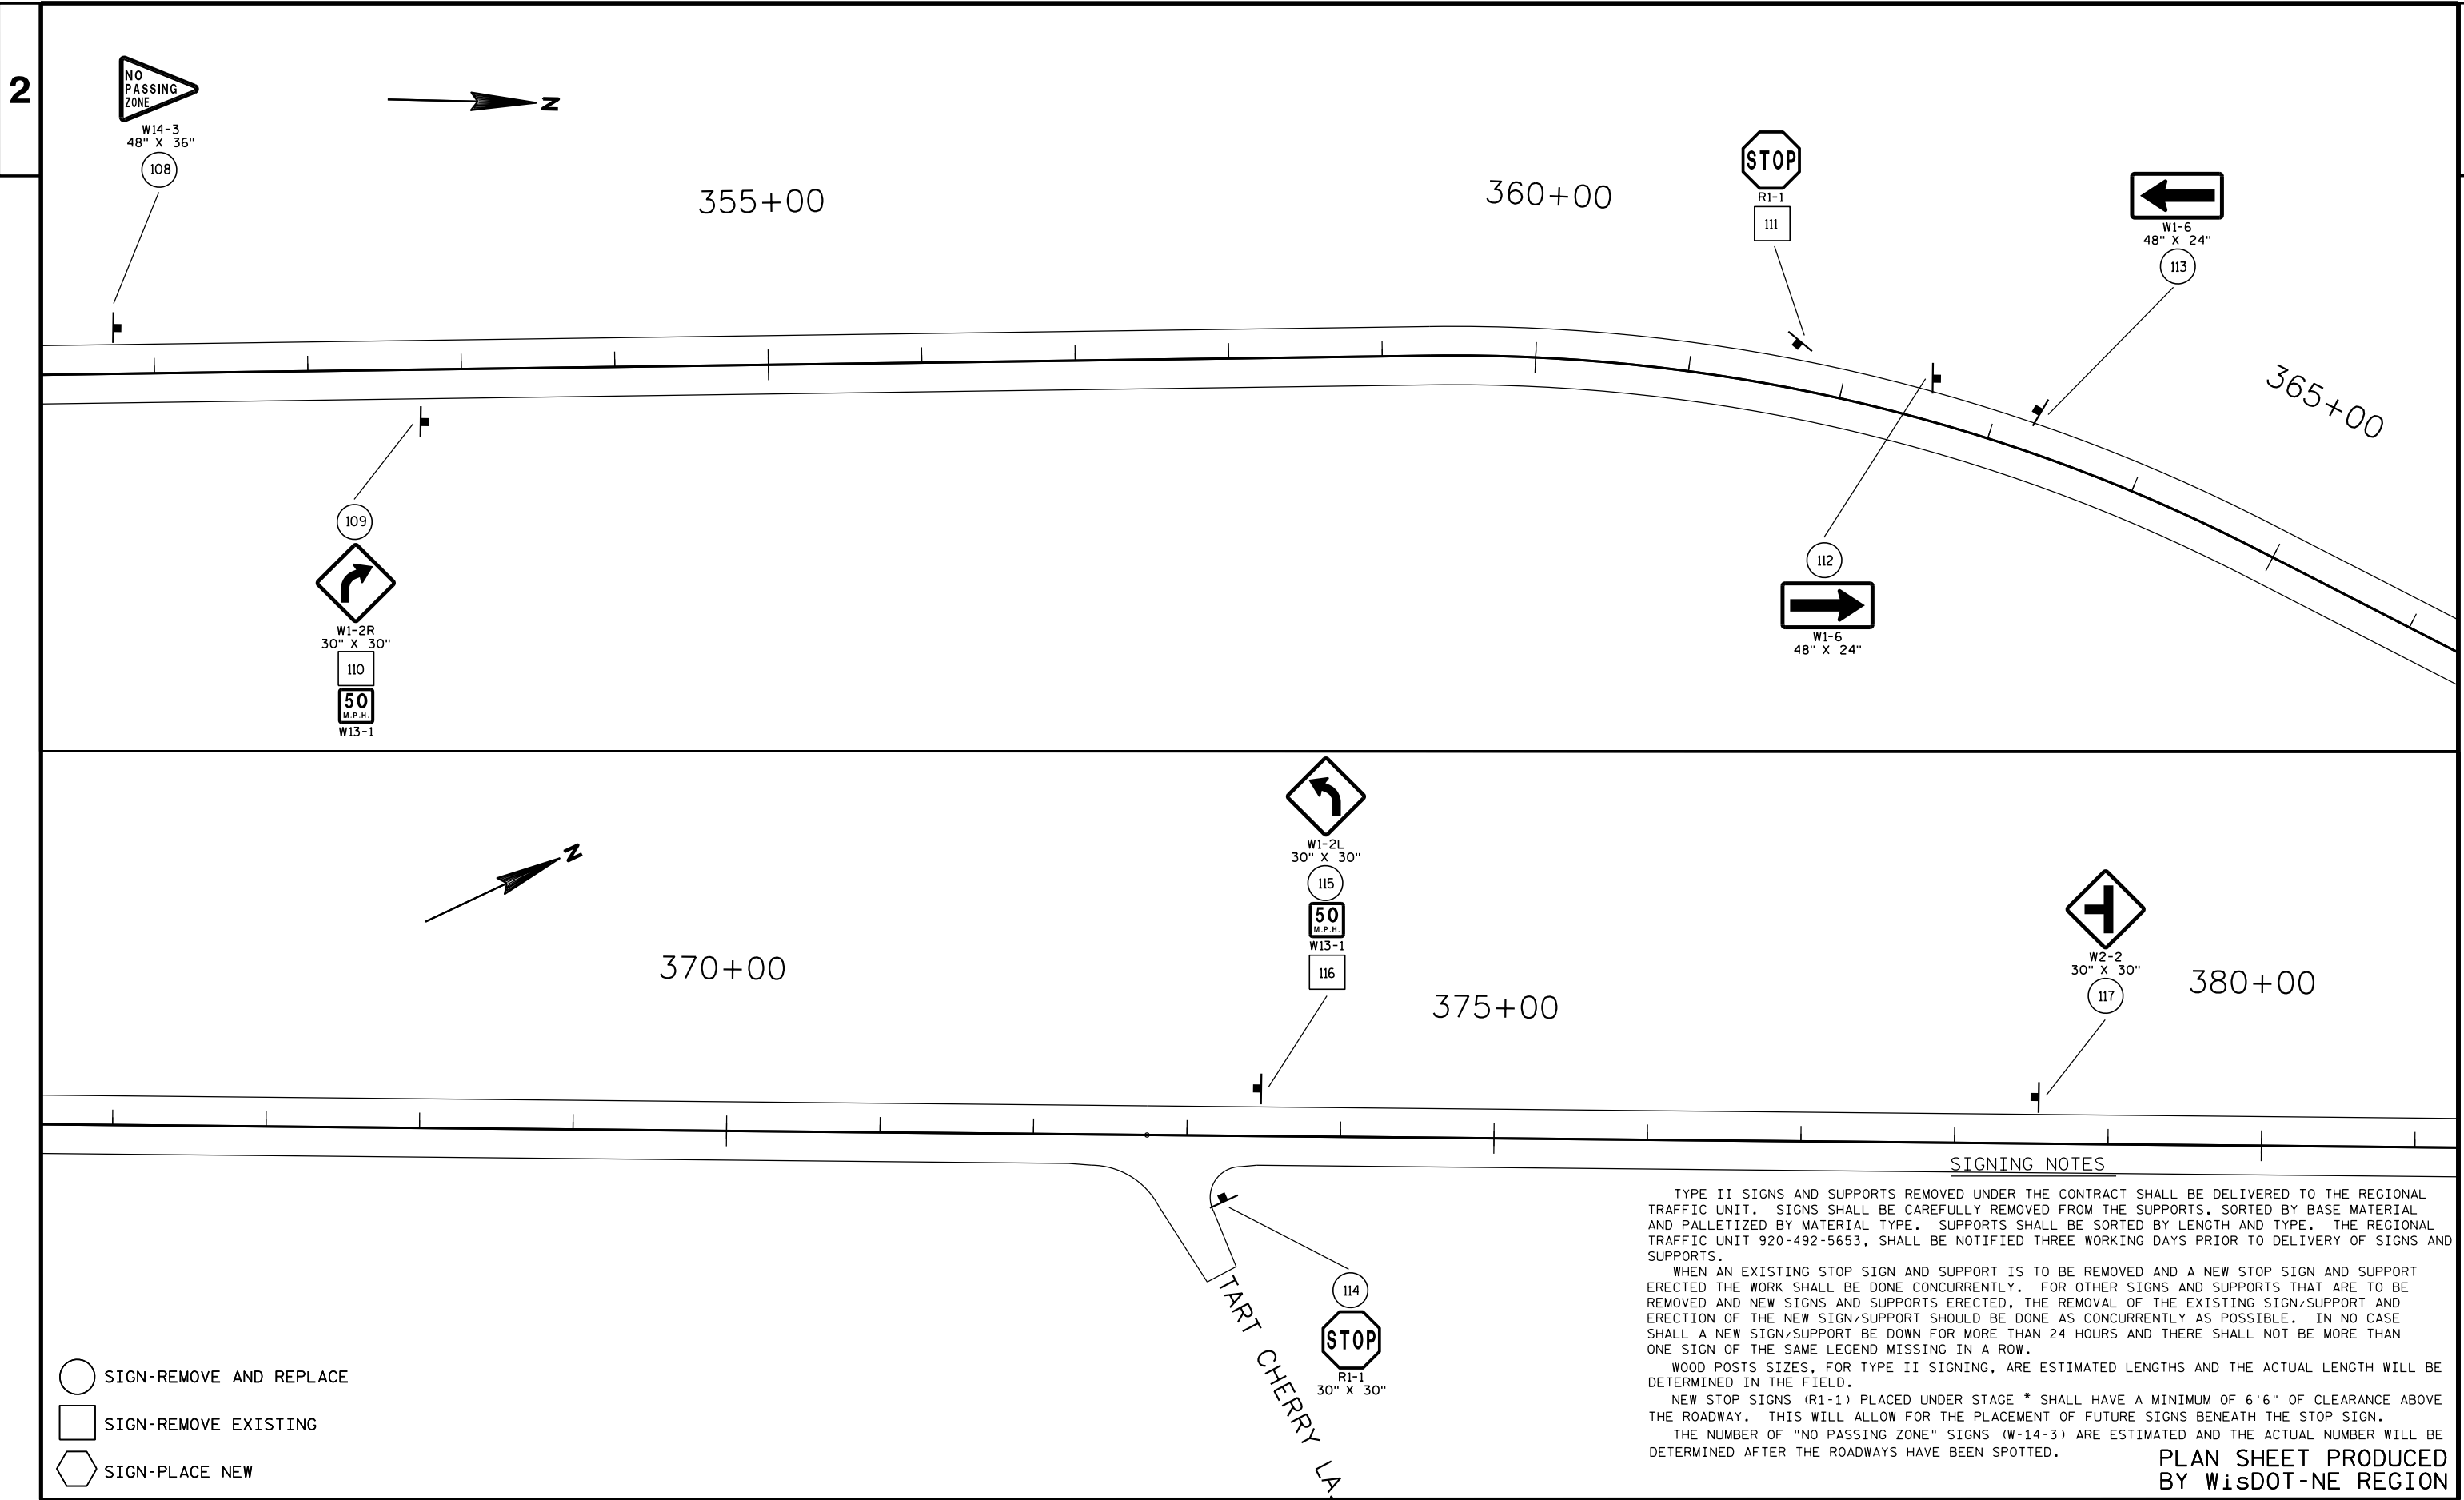 2
NO
PASSING
ZONE
W14-3
48" X 36"
108
N
355+00
360+00
STOP
R1-1
111
W1-6
48" X 24"
113
365+00
109
W1-2R
30" X 30"
110
50
M.P.H.
W13-1
112
W1-6
48" X 24"
N
370+00
W1-2L
30" X 30"
115
50
M.P.H.
W13-1
116
375+00
W2-2
30" X 30"
117
380+00
TART CHERRY LA.
114
STOP
R1-1
30" X 30"
SIGN-REMOVE AND REPLACE
SIGN-REMOVE EXISTING
SIGN-PLACE NEW
SIGNING NOTES
TYPE II SIGNS AND SUPPORTS REMOVED UNDER THE CONTRACT SHALL BE DELIVERED TO THE REGIONAL
TRAFFIC UNIT. SIGNS SHALL BE CAREFULLY REMOVED FROM THE SUPPORTS, SORTED BY BASE MATERIAL
AND PALLETIZED BY MATERIAL TYPE. SUPPORTS SHALL BE SORTED BY LENGTH AND TYPE. THE REGIONAL
TRAFFIC UNIT 920-492-5653, SHALL BE NOTIFIED THREE WORKING DAYS PRIOR TO DELIVERY OF SIGNS AND
SUPPORTS.
WHEN AN EXISTING STOP SIGN AND SUPPORT IS TO BE REMOVED AND A NEW STOP SIGN AND SUPPORT
ERECTED THE WORK SHALL BE DONE CONCURRENTLY. FOR OTHER SIGNS AND SUPPORTS THAT ARE TO BE
REMOVED AND NEW SIGNS AND SUPPORTS ERECTED, THE REMOVAL OF THE EXISTING SIGN/SUPPORT AND
ERECTION OF THE NEW SIGN/SUPPORT SHOULD BE DONE AS CONCURRENTLY AS POSSIBLE. IN NO CASE
SHALL A NEW SIGN/SUPPORT BE DOWN FOR MORE THAN 24 HOURS AND THERE SHALL NOT BE MORE THAN
ONE SIGN OF THE SAME LEGEND MISSING IN A ROW.
WOOD POSTS SIZES, FOR TYPE II SIGNING, ARE ESTIMATED LENGTHS AND THE ACTUAL LENGTH WILL BE
DETERMINED IN THE FIELD.
NEW STOP SIGNS (R1-1) PLACED UNDER STAGE * SHALL HAVE A MINIMUM OF 6'6" OF CLEARANCE ABOVE
THE ROADWAY. THIS WILL ALLOW FOR THE PLACEMENT OF FUTURE SIGNS BENEATH THE STOP SIGN.
THE NUMBER OF "NO PASSING ZONE" SIGNS (W-14-3) ARE ESTIMATED AND THE ACTUAL NUMBER WILL BE
DETERMINED AFTER THE ROADWAYS HAVE BEEN SPOTTED.
PLAN SHEET PRODUCED
BY WisDOT-NE REGION